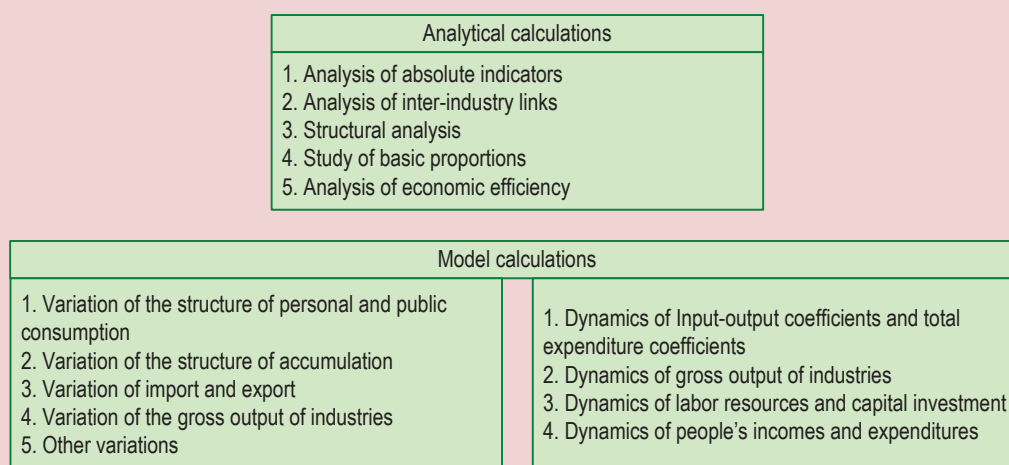 Analytical calculations
1. Analysis of absolute indicators
2. Analysis of inter-industry links
3. Structural analysis
4. Study of basic proportions
5. Analysis of economic efficiency
Model calculations
1. Variation of the structure of personal and public
consumption
2. Variation of the structure of accumulation
3. Variation of import and export
4. Variation of the gross output of industries
5. Other variations
1. Dynamics of Input-output coefficients and total
expenditure coefficients
2. Dynamics of gross output of industries
3. Dynamics of labor resources and capital investment
4. Dynamics of people’s incomes and expenditures